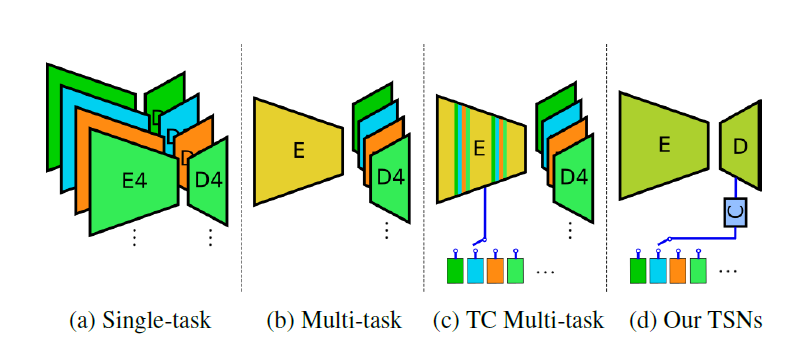 D
D
D
E4
D4
E
D4
E
D4
E
D
C
(a) Single-task
(b) Multi-task
(c) TC Multi-task
(d) Our TSNs